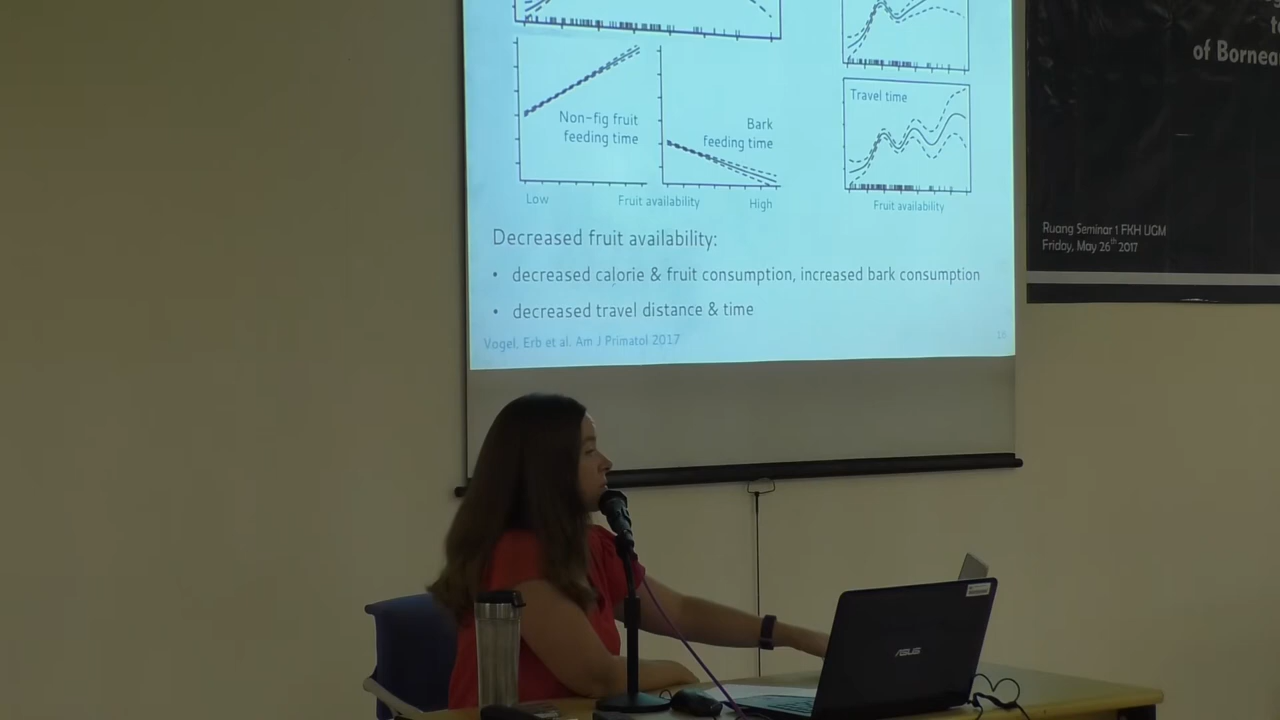 Travel time
Non-fig fruit
feeding time
Bark
feeding time
Low
Fruit availability
High
Fruit availability
Decreased fruit availability:
• decreased calorie & fruit consumption, increased bark consumption
• decreased travel distance & time
Vogel, Erb et al. Am J Primatol 2017
16
of Bornea
Ruang Seminar 1 FKH UGM
Friday, May 26th 2017
ASUS